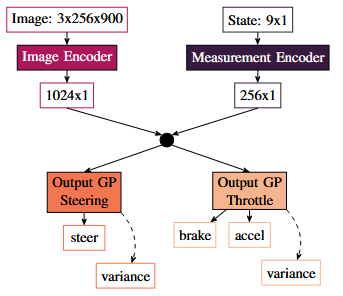 Image: 3x256x900
State: 9x1
Image Encoder
Measurement Encoder
1024x1
256x1
Output GP
Steering
Output GP
Throttle
steer
brake
accel
variance
variance